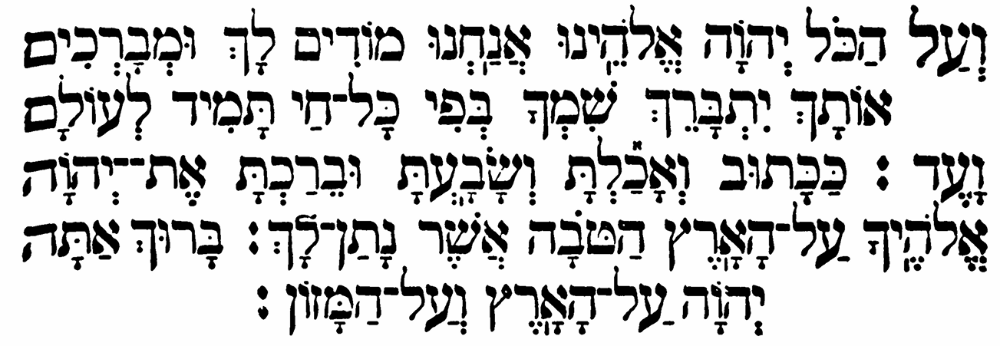 וְעַל הַכֹּל יְהֹוָה אֱלֹהֵֽינוּ אֲנַֽחְנוּ מוֹדִים לָךְ וּמְבָרְכִים
אוֹתָךְ יִתְבָּרֵךְ שִׁמְךָ בְּפִי כָּל־חַי תָּמִיד לְעוֹלָם
וָעֶד : כַּכָּתוּב וְאָכַ֯לְתָּ וְשָׂבָֽעְתָּ וּבֵרַכְתָּ אֶת־־יְהֹוָה
אֱלֹהֶֽיךָ עַל־הָאָֽרֶץ הַטֹּבָה אֲשֶׁר נָתַן־לָךְ : בָּרוּךְ אַתָּה
יְהֹוָה עַל־הָאָֽרֶץ וְעַל־הַמָּזוֹן :